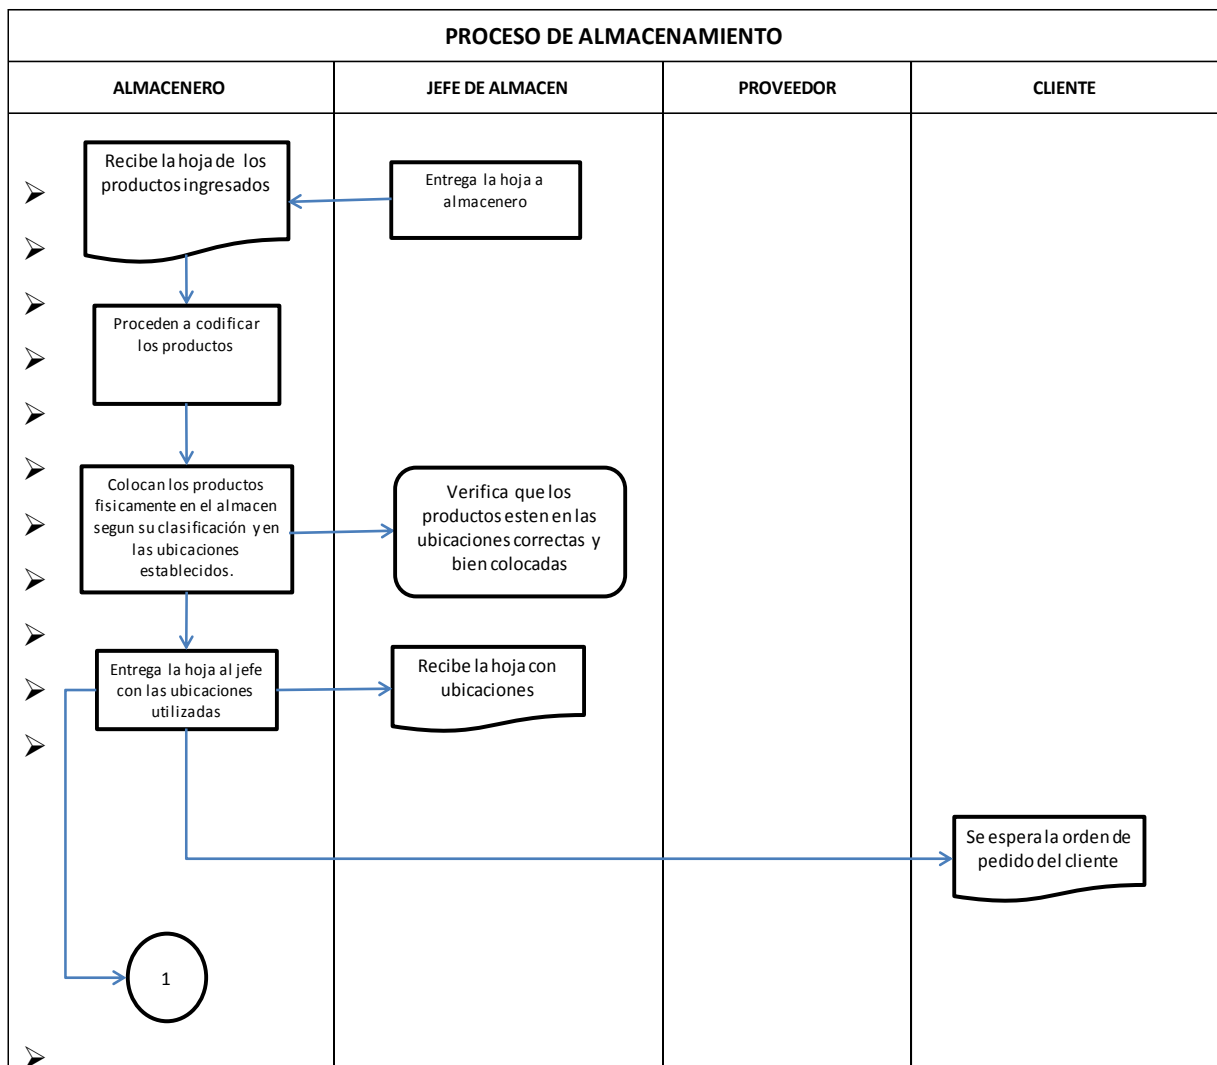 PROCESO DE ALMACENAMIENTO
ALMACENERO
JEFE DE ALMACEN
PROVEEDOR
CLIENTE
Recibe la hoja de los
productos ingresados
Entrega la hoja a
almacenero
Proceden a codificar
los productos
Colocan los productos
fisicamente en el almacen
segun su clasificación y en
las ubicaciones
establecidos.
Verifica que los
productos esten en las
ubicaciones correctas y
bien colocadas
Entrega la hoja al jefe
con las ubicaciones
utilizadas
Recibe la hoja con
ubicaciones
Se espera la orden de
pedido del cliente
1